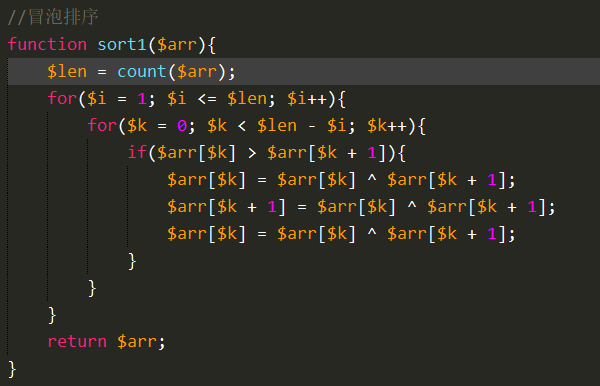 //冒泡排序
function sort1($arr){
    $len = count($arr);
    for($i = 1; $i <= $len; $i++){
        for($k = 0; $k < $len - $i; $k++){
            if($arr[$k] > $arr[$k + 1]){
                $arr[$k] = $arr[$k] ^ $arr[$k + 1];
                $arr[$k + 1] = $arr[$k] ^ $arr[$k + 1];
                $arr[$k] = $arr[$k] ^ $arr[$k + 1];
            }
        }
    }
    return $arr;
}